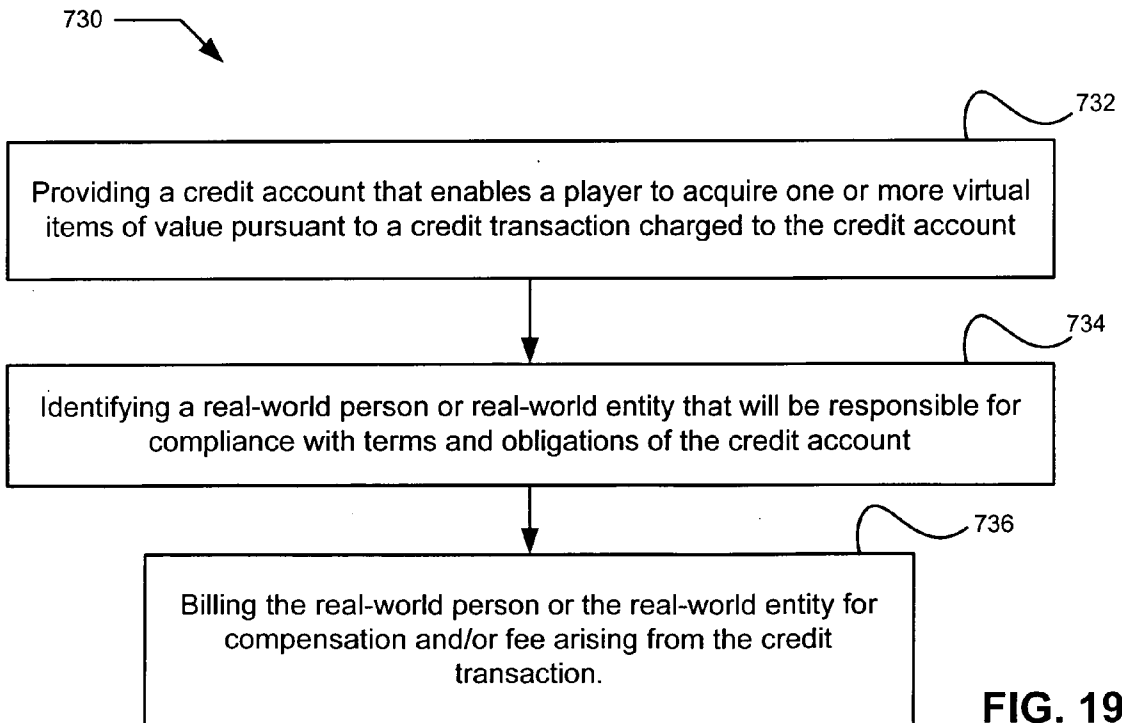 730
732
Providing a credit account that enables a player to acquire one or more virtual
items of value pursuant to a credit transaction charged to the credit account
734
Identifying a real-world person or real-world entity that will be responsible for
compliance with terms and obligations of the credit account
736
Billing the real-world person or the real-world entity for
compensation and/or fee arising from the credit
transaction.
FIG. 19